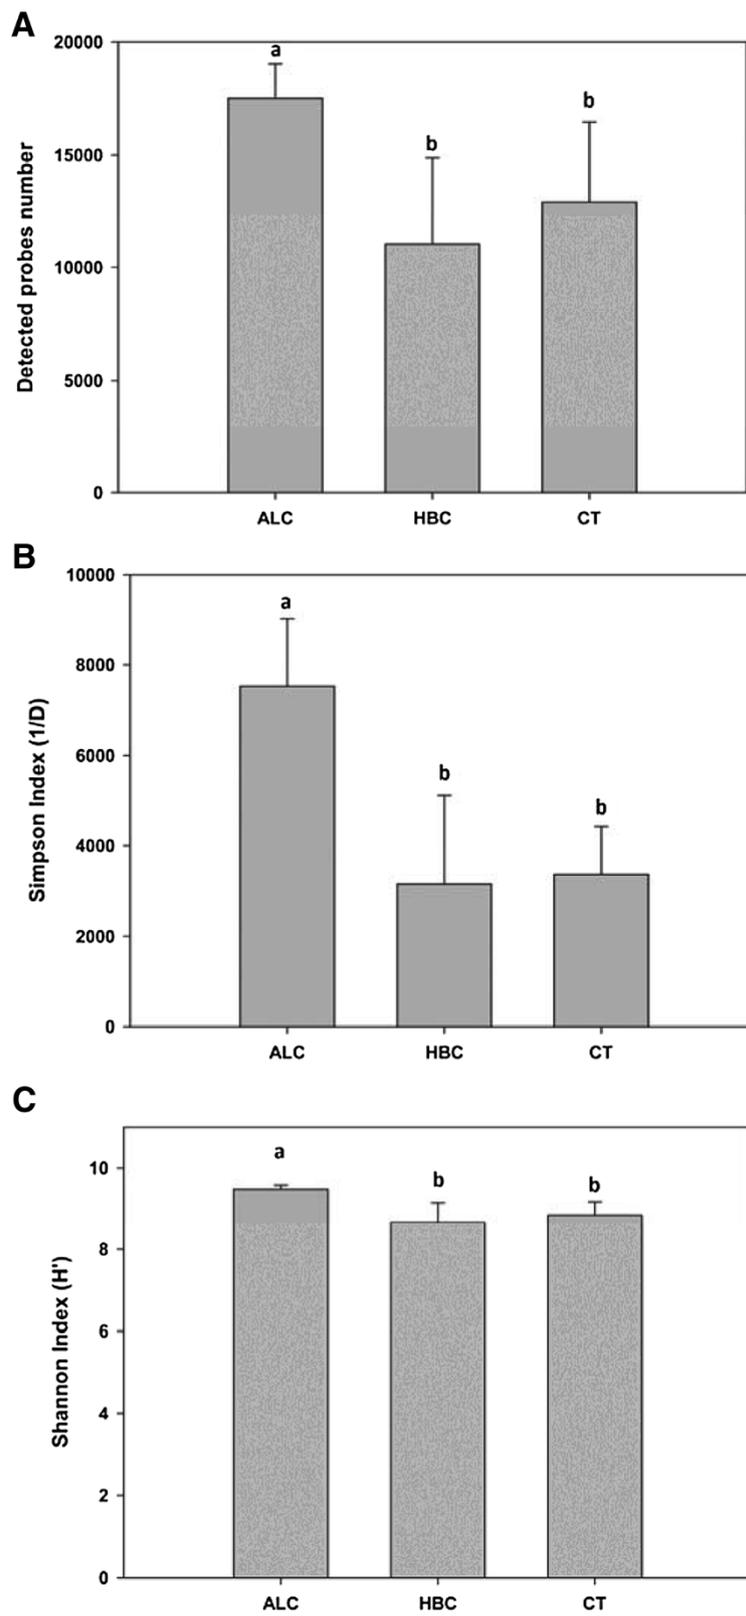 A
Detected probes number
20000
15000
10000
5000
0
a
b
b
ALC HBC CT
B
Simpson Index (1/D)
10000
8000
6000
4000
2000
0
a
b
b
ALC HBC CT
C
Shannon Index (H')
10
8
6
4
2
0
a
b
b
ALC HBC CT